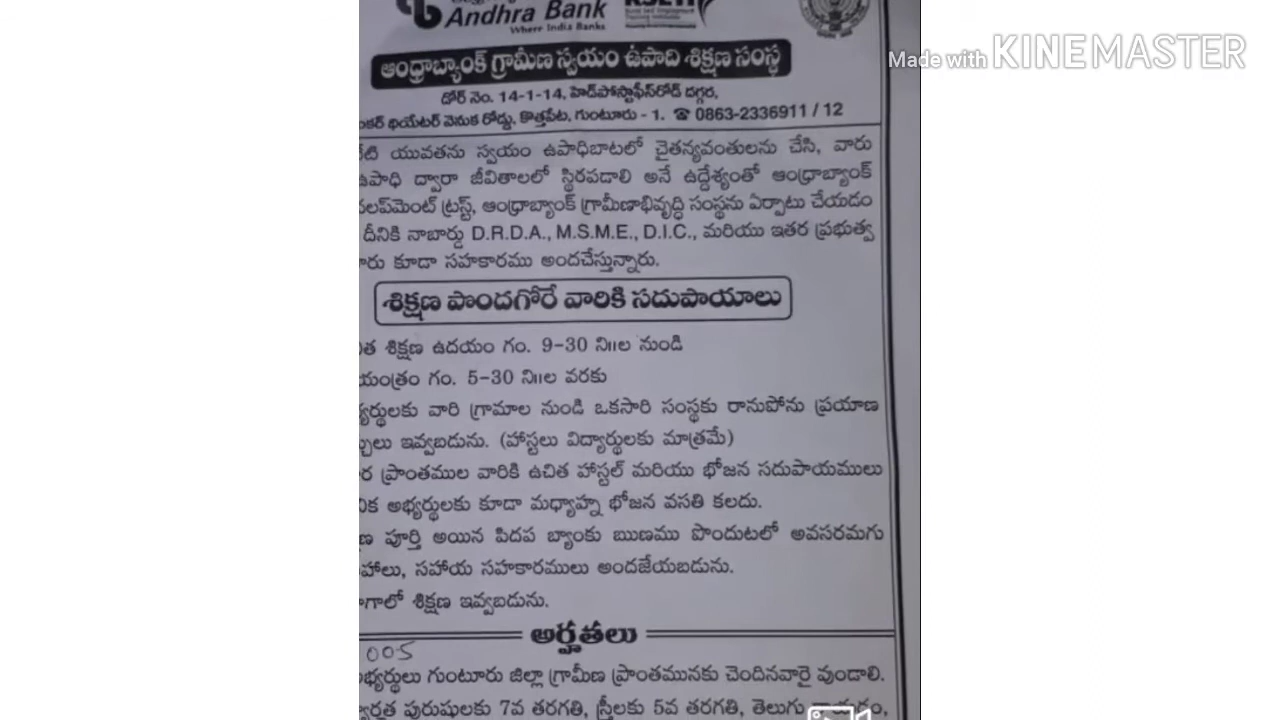 Andhra Bank
Where India Banks
Made with KINEMASTER
ఆంధ్రాబ్యాంక్ గ్రామీణ స్వయం ఉపాది శిక్షణ సంస్థ
డోర్ నెం. 14-1-14, హెడ్‌పోస్టాఫీస్‌రోడ్ దగ్గర,
థియేటర్ వెనుక రోడ్డు, కొత్తపేట, గుంటూరు - 1. ☎ 0863-2336911 / 12
యువతను స్వయం ఉపాధిబాటలో చైతన్యవంతులను చేసి, వారు
ఉపాధి ద్వారా జీవితాలలో స్థిరపడాలి అనే ఉద్దేశ్యంతో ఆంధ్రాబ్యాంక్
ట్రస్ట్, ఆంధ్రాబ్యాంక్ గ్రామీణాభివృద్ధి సంస్థను ఏర్పాటు చేయడం
దీనికి నాబార్డు D.R.D.A., M.S.M.E., D.I.C., మరియు ఇతర ప్రభుత్వ
కూడా సహకారము అందచేస్తున్నారు.
శిక్షణ పొందగోరే వారికి సదుపాయాలు
శిక్షణ ఉదయం గం. 9-30 ని॥ల నుండి
గం. 5-30 ని॥ల వరకు
వారి గ్రామాల నుండి ఒకసారి సంస్థకు రానుపోను ప్రయాణ
ఇవ్వబడును. (హాస్టలు విద్యార్థులకు మాత్రమే)
ప్రాంతముల వారికి ఉచిత హాస్టల్ మరియు భోజన సదుపాయములు
అభ్యర్థులకు కూడా మధ్యాహ్న భోజన వసతి కలదు.
పూర్తి అయిన పిదప బ్యాంకు ఋణము పొందుటలో అవసరమగు
సహాయ సహకారములు అందజేయబడును.
శిక్షణ ఇవ్వబడును.
అర్హతలు
005
గుంటూరు జిల్లా గ్రామీణ ప్రాంతమునకు చెందినవారై వుండాలి.
పురుషులకు 7వ తరగతి, స్త్రీలకు 5వ తరగతి, తెలుగు